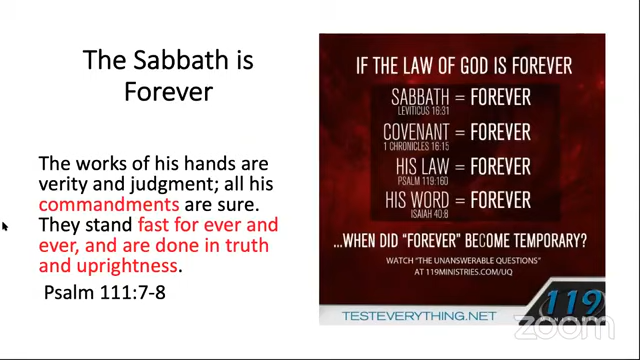 The Sabbath is
Forever
The works of his hands are
verity and judgment; all his
commandments are sure.
They stand fast for ever and
ever, and are done in truth
and uprightness.
Psalm 111:7-8
IF THE LAW OF GOD IS FOREVER
SABBATH = FOREVER
LEVITICUS 16:31
COVENANT = FOREVER
1 CHRONICLES 16:15
HIS LAW = FOREVER
PSALM 119:160
HIS WORD = FOREVER
ISAIAH 40:8
...WHEN DID "FOREVER" BECOME TEMPORARY?
WATCH "THE UNANSWERABLE QUESTIONS"
AT 119MINISTRIES.COM/UQ
119
TESTEVERYTHING.NET
zoom